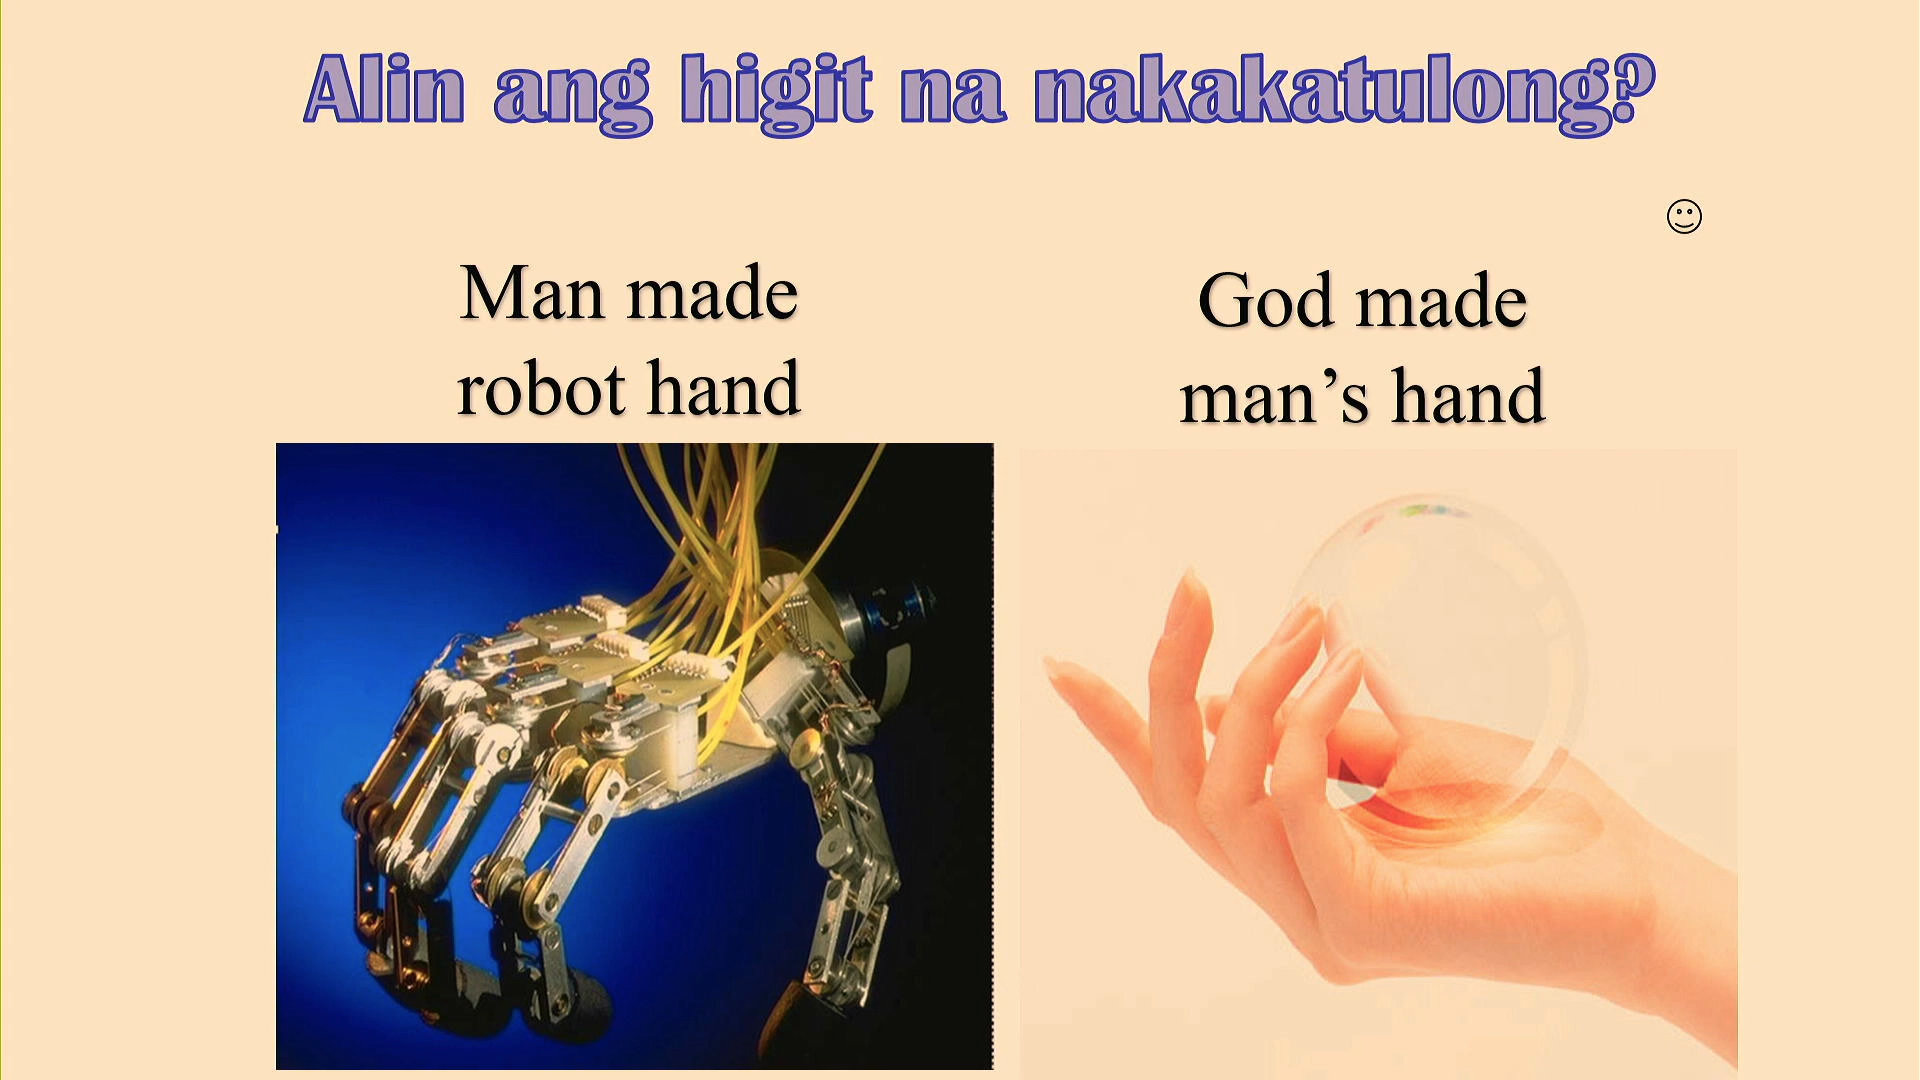 Alin ang higit na nakakatulong?
Man made
robot hand
God made
man’s hand